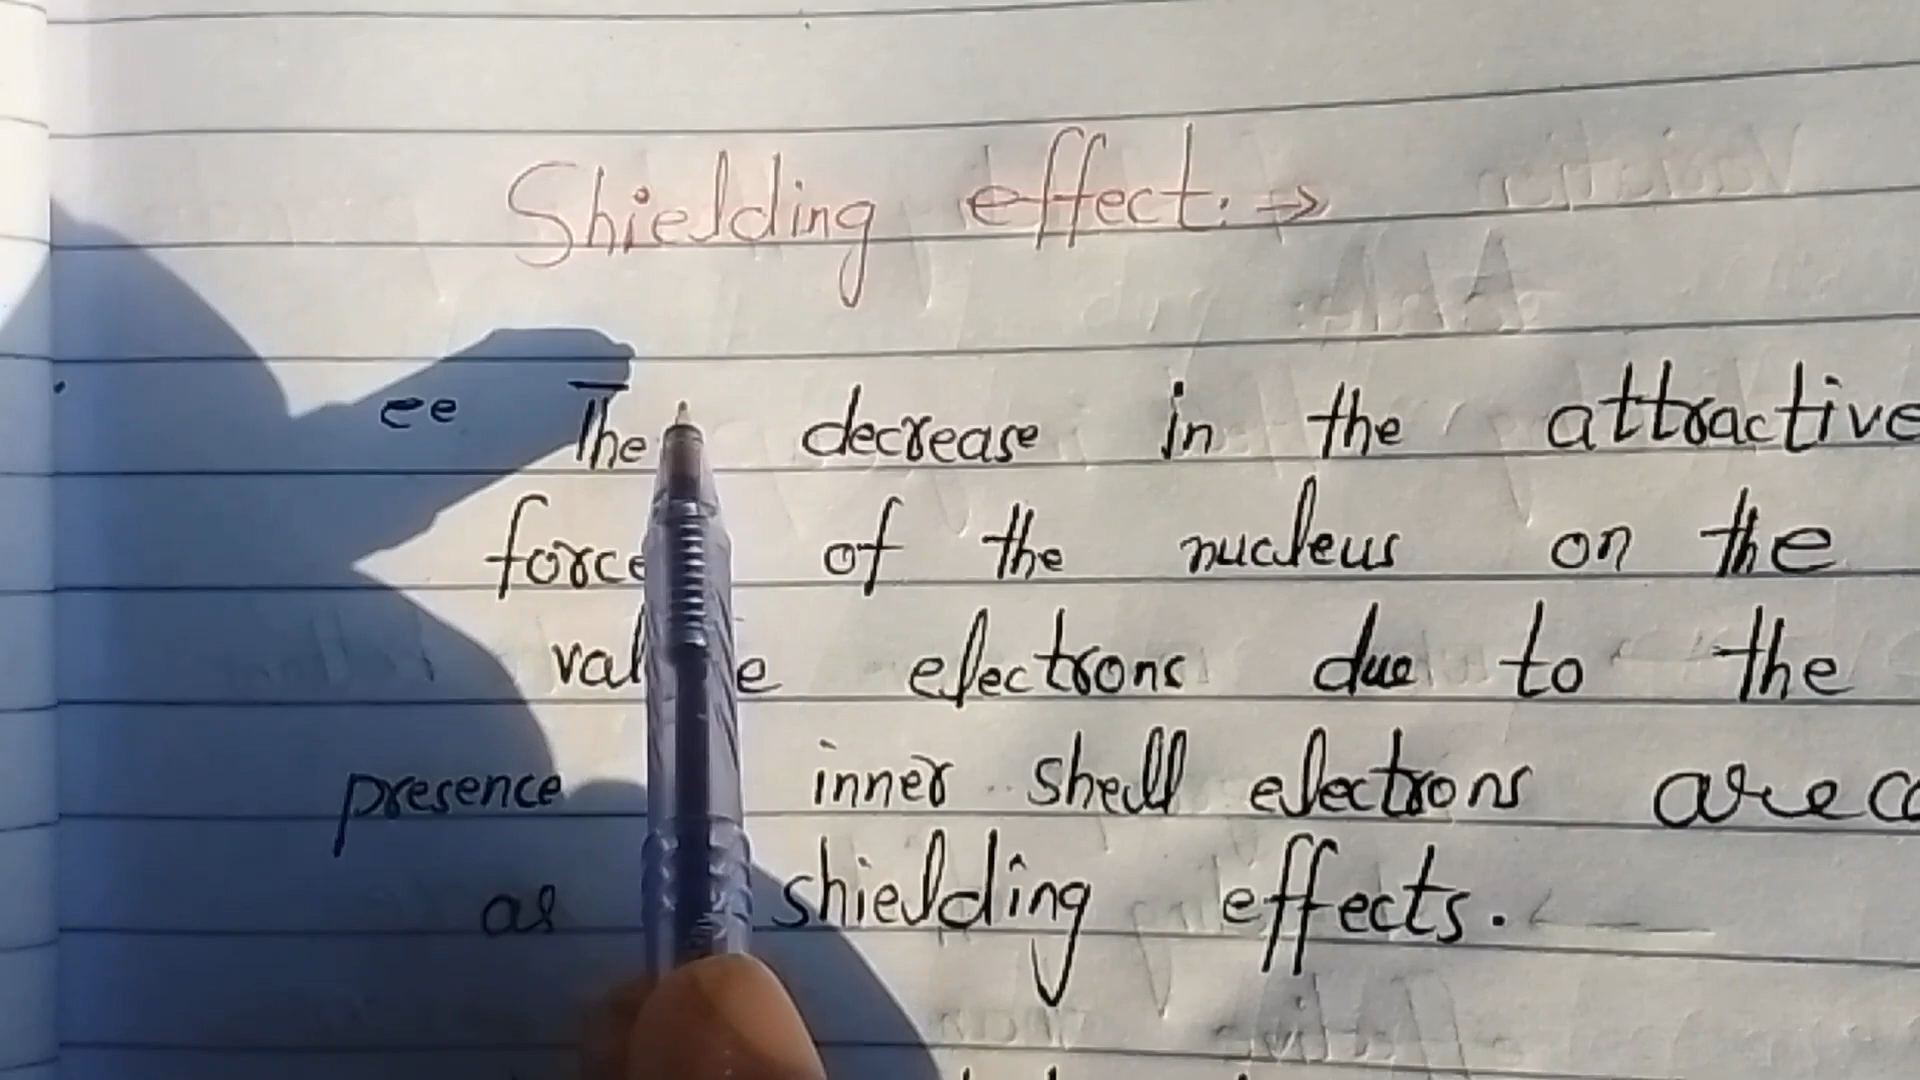 Shielding effect :→
ee The decrease in the attractive
force of the nucleus on the
electrons due to the
presence inner shell electrons are
as shielding effects.